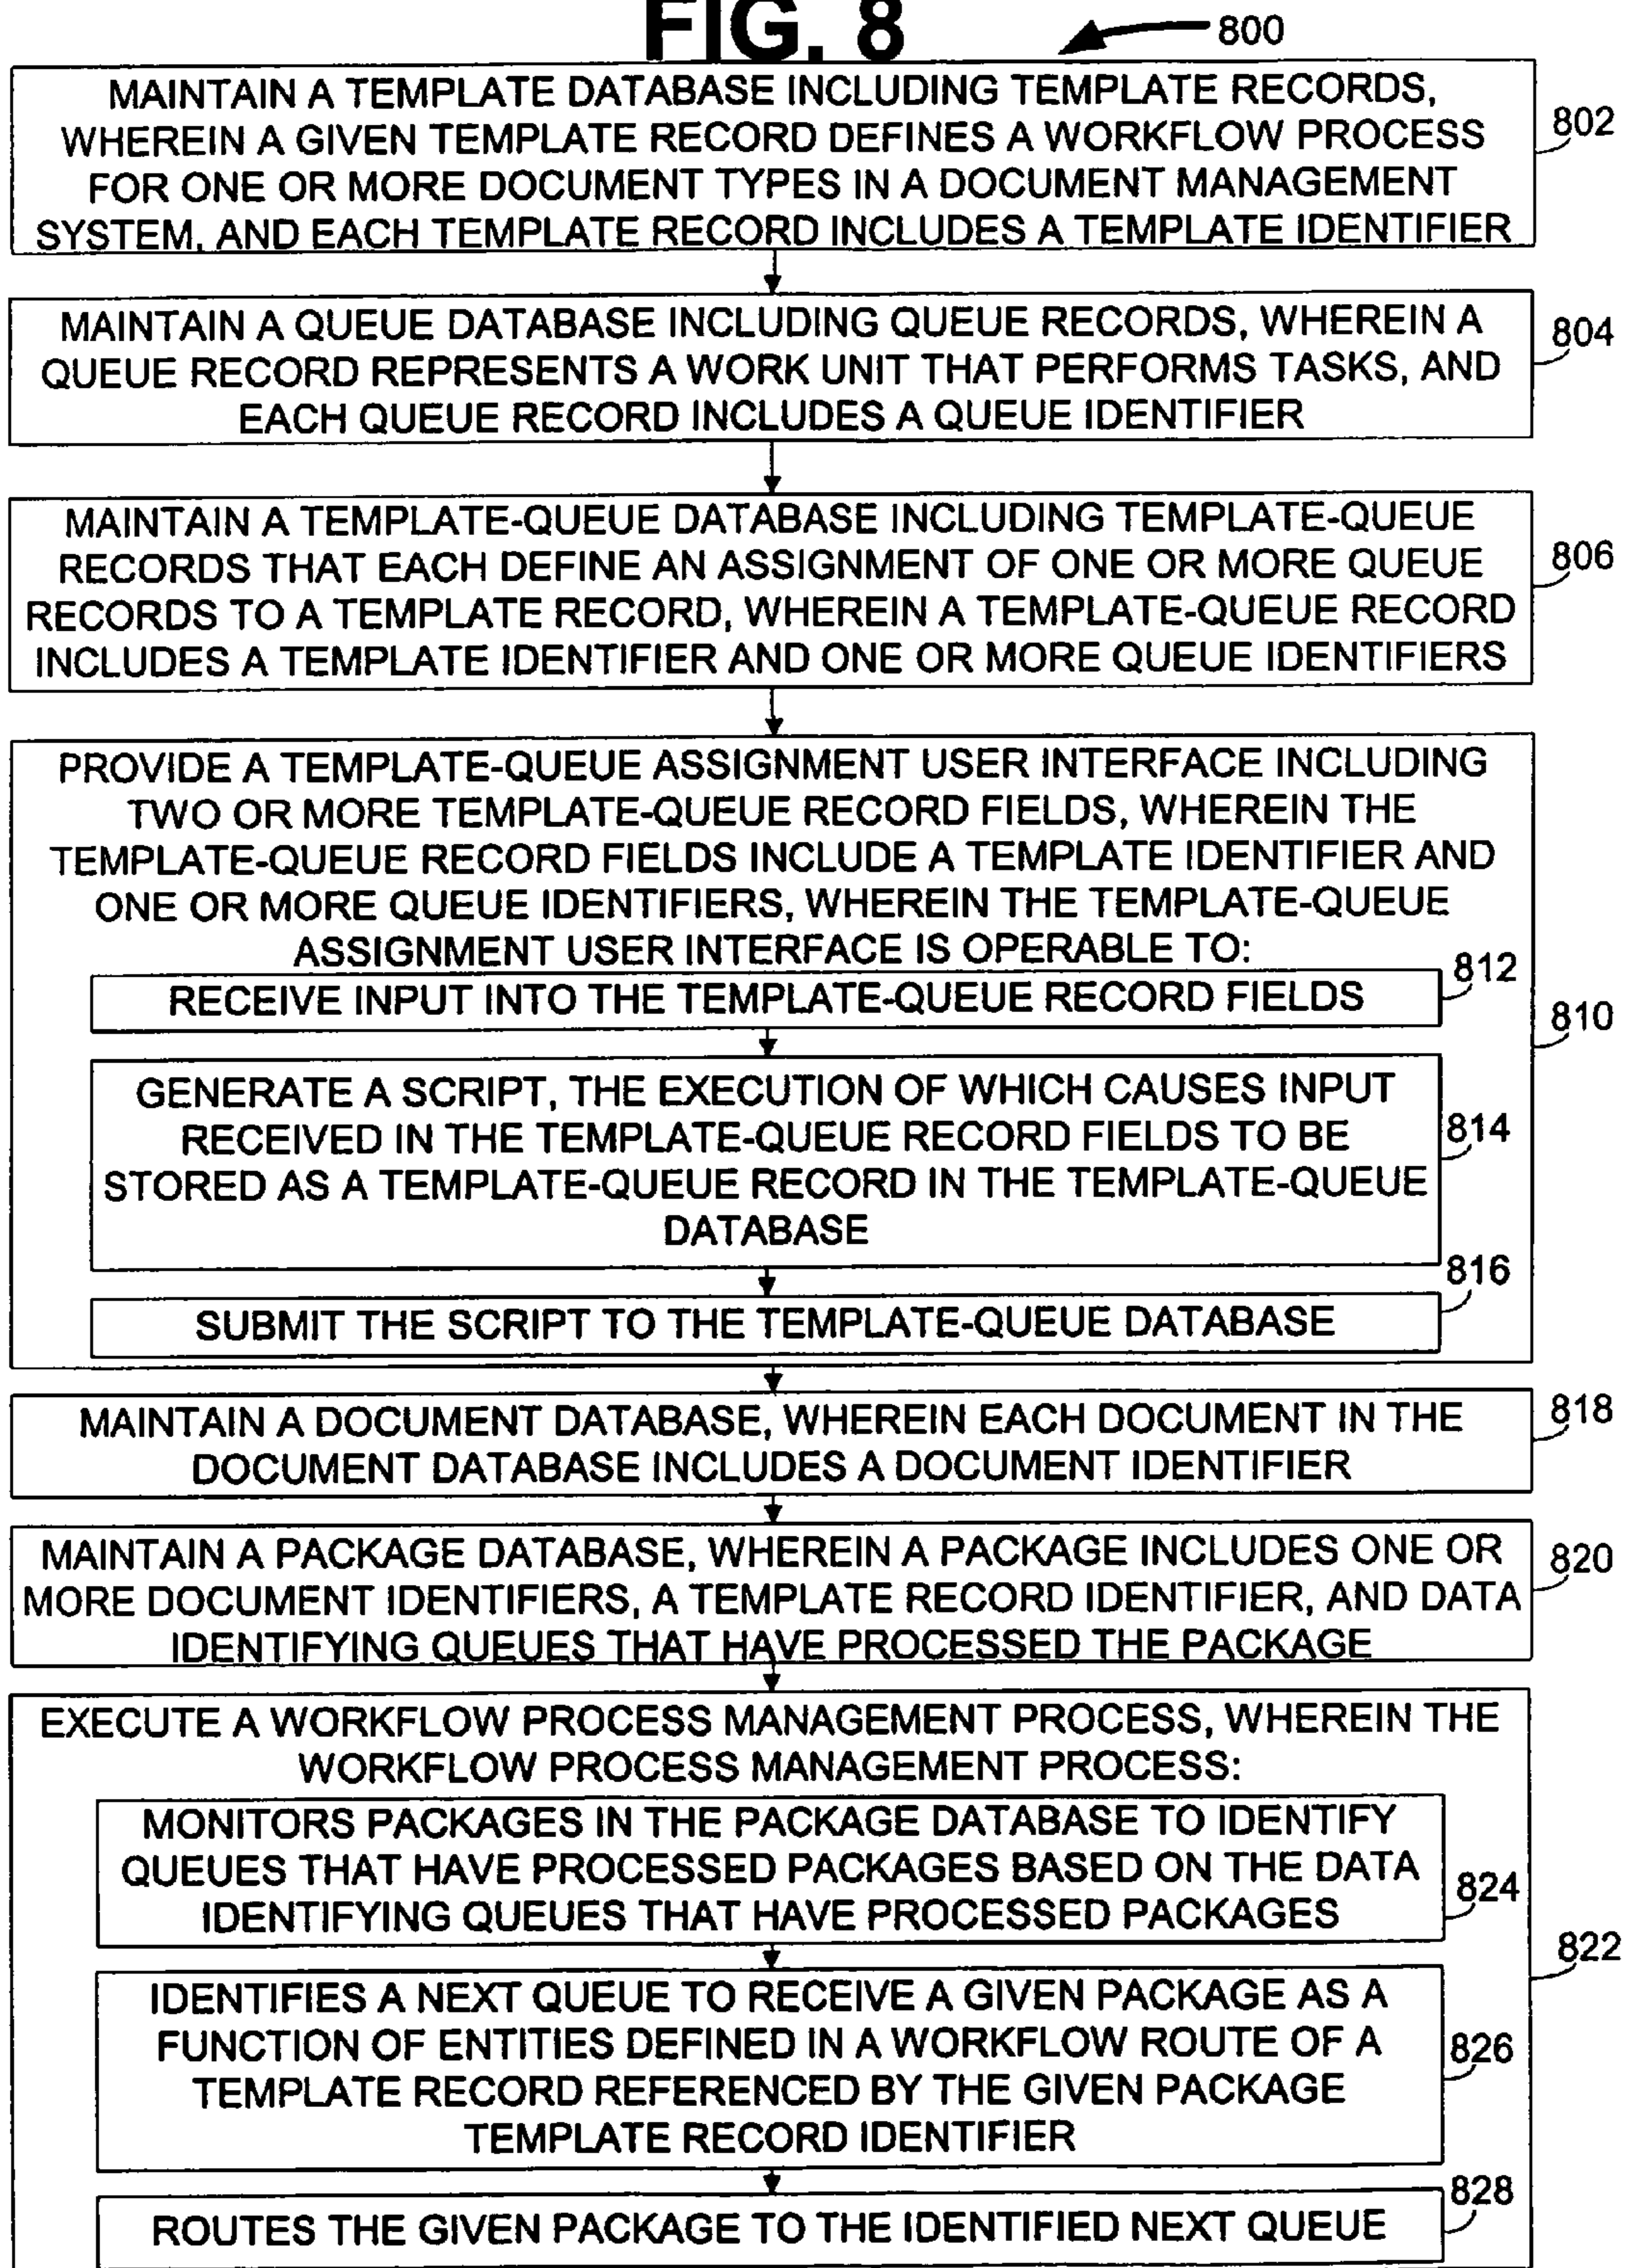 FIG. 8
800
MAINTAIN A TEMPLATE DATABASE INCLUDING TEMPLATE RECORDS,
WHEREIN A GIVEN TEMPLATE RECORD DEFINES A WORKFLOW PROCESS
FOR ONE OR MORE DOCUMENT TYPES IN A DOCUMENT MANAGEMENT
SYSTEM, AND EACH TEMPLATE RECORD INCLUDES A TEMPLATE IDENTIFIER
802
MAINTAIN A QUEUE DATABASE INCLUDING QUEUE RECORDS, WHEREIN A
QUEUE RECORD REPRESENTS A WORK UNIT THAT PERFORMS TASKS, AND
EACH QUEUE RECORD INCLUDES A QUEUE IDENTIFIER
804
MAINTAIN A TEMPLATE-QUEUE DATABASE INCLUDING TEMPLATE-QUEUE
RECORDS THAT EACH DEFINE AN ASSIGNMENT OF ONE OR MORE QUEUE
RECORDS TO A TEMPLATE RECORD, WHEREIN A TEMPLATE-QUEUE RECORD
INCLUDES A TEMPLATE IDENTIFIER AND ONE OR MORE QUEUE IDENTIFIERS
806
PROVIDE A TEMPLATE-QUEUE ASSIGNMENT USER INTERFACE INCLUDING
TWO OR MORE TEMPLATE-QUEUE RECORD FIELDS, WHEREIN THE
TEMPLATE-QUEUE RECORD FIELDS INCLUDE A TEMPLATE IDENTIFIER AND
ONE OR MORE QUEUE IDENTIFIERS, WHEREIN THE TEMPLATE-QUEUE
ASSIGNMENT USER INTERFACE IS OPERABLE TO:
810
RECEIVE INPUT INTO THE TEMPLATE-QUEUE RECORD FIELDS
812
GENERATE A SCRIPT, THE EXECUTION OF WHICH CAUSES INPUT
RECEIVED IN THE TEMPLATE-QUEUE RECORD FIELDS TO BE
STORED AS A TEMPLATE-QUEUE RECORD IN THE TEMPLATE-QUEUE
DATABASE
814
SUBMIT THE SCRIPT TO THE TEMPLATE-QUEUE DATABASE
816
MAINTAIN A DOCUMENT DATABASE, WHEREIN EACH DOCUMENT IN THE
DOCUMENT DATABASE INCLUDES A DOCUMENT IDENTIFIER
818
MAINTAIN A PACKAGE DATABASE, WHEREIN A PACKAGE INCLUDES ONE OR
MORE DOCUMENT IDENTIFIERS, A TEMPLATE RECORD IDENTIFIER, AND DATA
IDENTIFYING QUEUES THAT HAVE PROCESSED THE PACKAGE
820
EXECUTE A WORKFLOW PROCESS MANAGEMENT PROCESS, WHEREIN THE
WORKFLOW PROCESS MANAGEMENT PROCESS:
822
MONITORS PACKAGES IN THE PACKAGE DATABASE TO IDENTIFY
QUEUES THAT HAVE PROCESSED PACKAGES BASED ON THE DATA
IDENTIFYING QUEUES THAT HAVE PROCESSED PACKAGES
824
IDENTIFIES A NEXT QUEUE TO RECEIVE A GIVEN PACKAGE AS A
FUNCTION OF ENTITIES DEFINED IN A WORKFLOW ROUTE OF A
TEMPLATE RECORD REFERENCED BY THE GIVEN PACKAGE
TEMPLATE RECORD IDENTIFIER
826
ROUTES THE GIVEN PACKAGE TO THE IDENTIFIED NEXT QUEUE
828